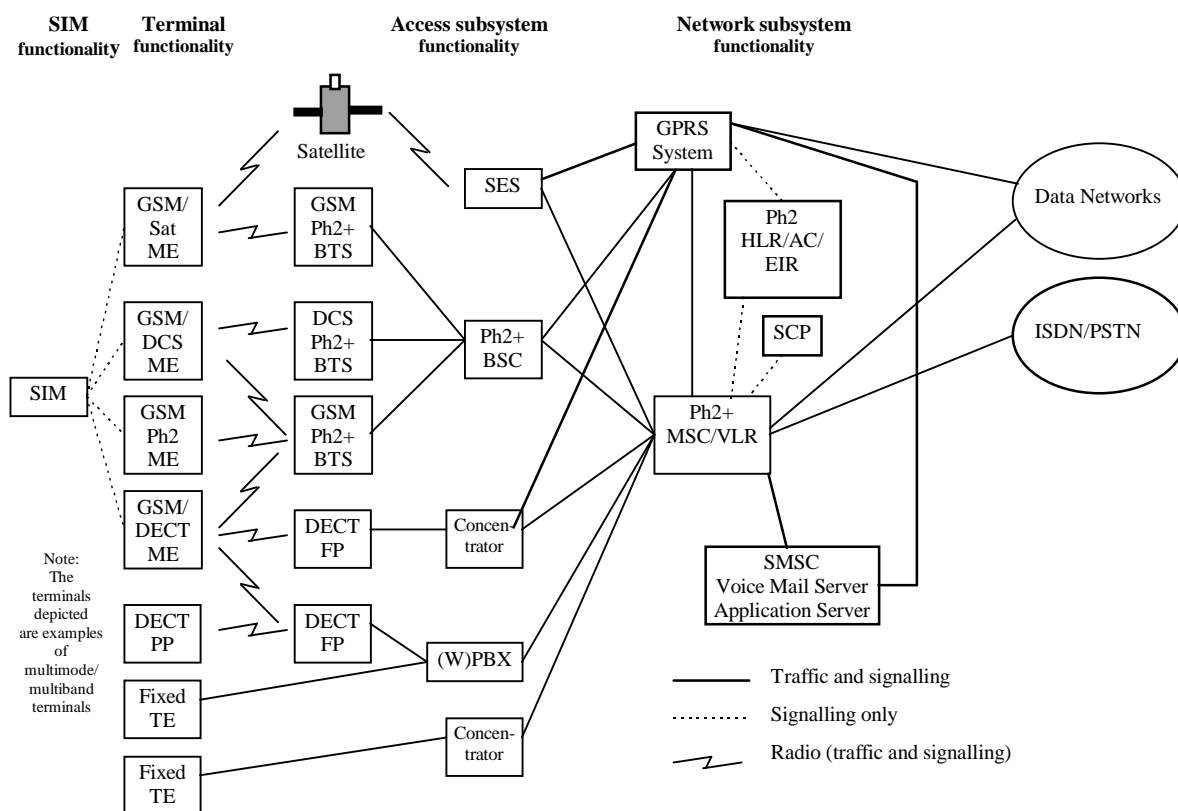 SIM
functionality
Terminal
functionality
Access subsystem
functionality
Network subsystem
functionality
Satellite
GPRS
System
SES
Data Networks
GSM/
Sat
ME
GSM
Ph2+
BTS
Ph2
HLR/AC/
EIR
GSM/
DCS
ME
DCS
Ph2+
BTS
Ph2+
BSC
SCP
ISDN/PSTN
SIM
GSM
Ph2
ME
GSM
Ph2+
BTS
Ph2+
MSC/VLR
GSM/
DECT
ME
DECT
FP
Concen-
trator
SMSC
Voice Mail Server
Application Server
Note:
The
terminals
depicted
are examples
of
multimode/
multiband
terminals
DECT
PP
DECT
FP
(W)PBX
Fixed
TE
Concen-
trator
Fixed
TE
Traffic and signalling
Signalling only
Radio (traffic and signalling)